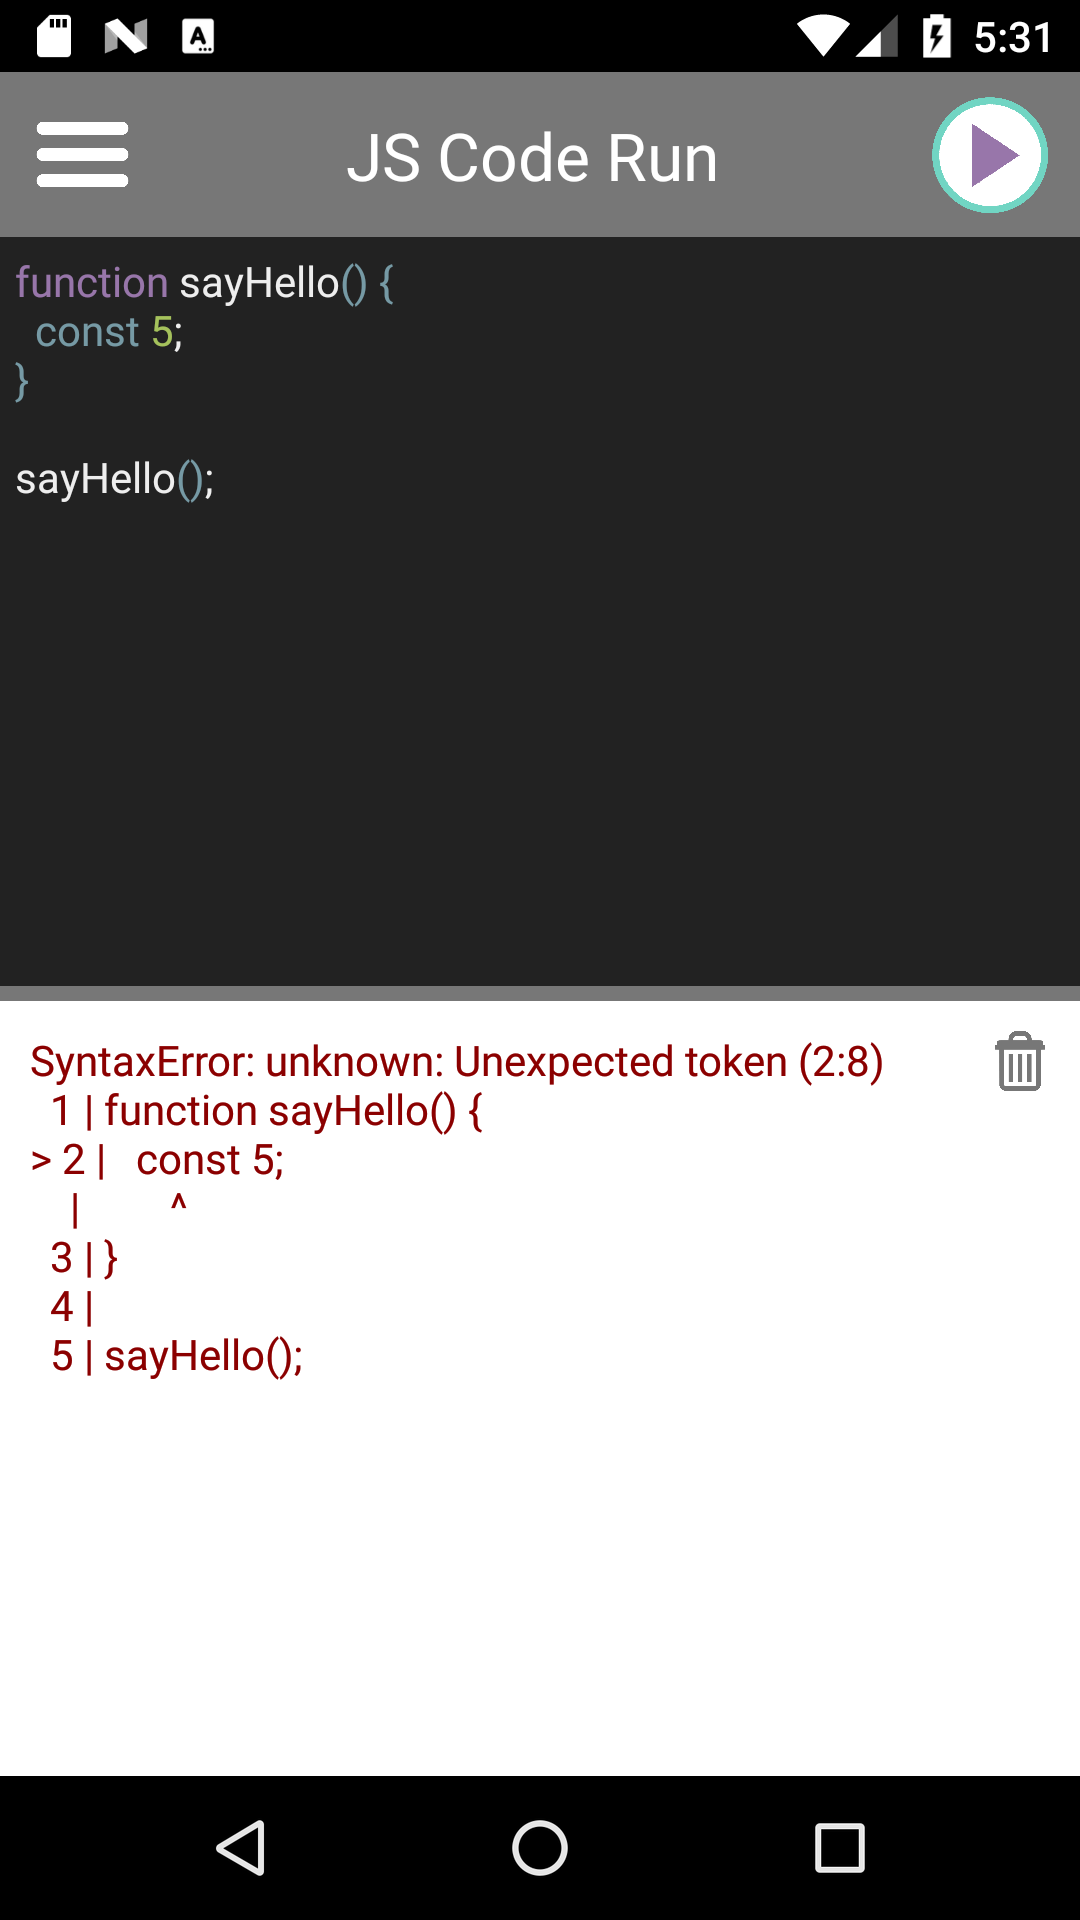 5:31
JS Code Run
function sayHello() {
  const 5;
}
sayHello();
SyntaxError: unknown: Unexpected token (2:8)
  1 | function sayHello() {
> 2 |   const 5;
    |         ^
  3 | }
  4 |
  5 | sayHello();